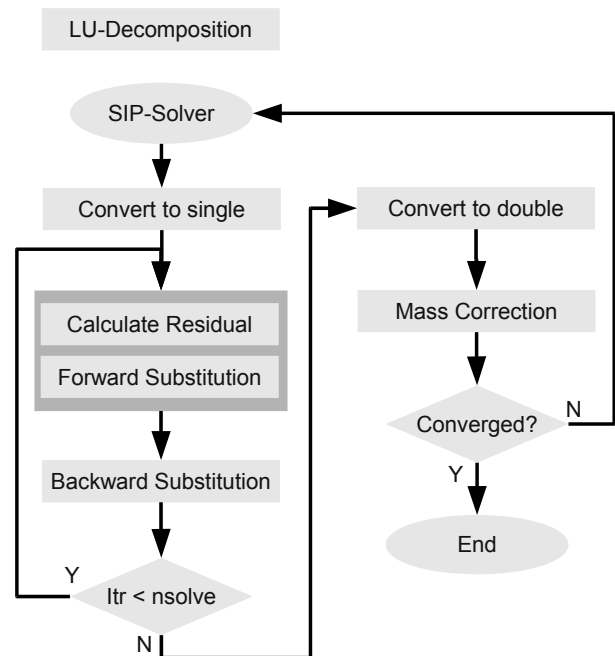 LU-Decomposition
SIP-Solver
Convert to single
Calculate Residual
Forward Substitution
Backward Substitution
Y
Itr < nsolve
N
Convert to double
Mass Correction
Converged?
N
Y
End